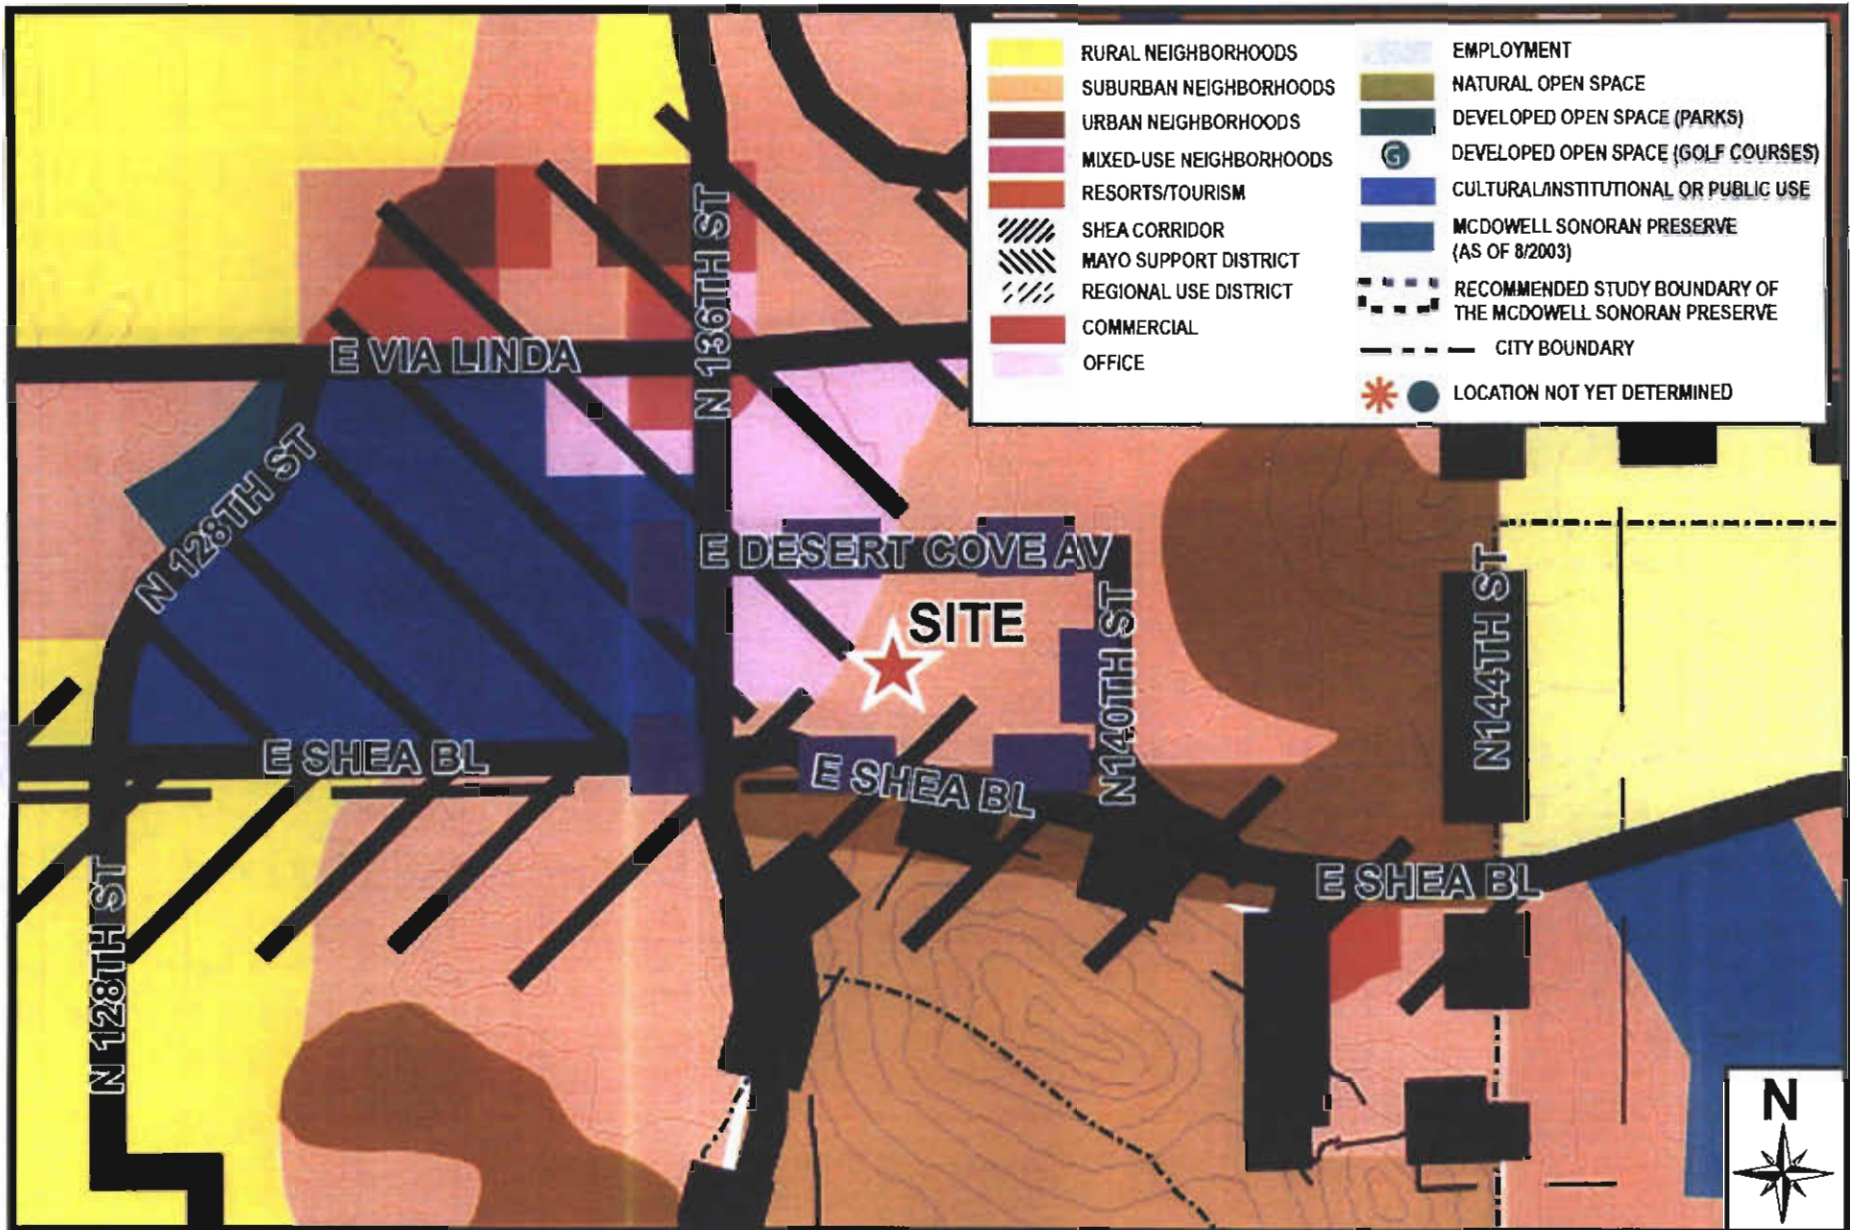 RURAL NEIGHBORHOODS
SUBURBAN NEIGHBORHOODS
URBAN NEIGHBORHOODS
MIXED-USE NEIGHBORHOODS
RESORTS/TOURISM
SHEA CORRIDOR
MAYO SUPPORT DISTRICT
REGIONAL USE DISTRICT
COMMERCIAL
OFFICE
EMPLOYMENT
NATURAL OPEN SPACE
DEVELOPED OPEN SPACE (PARKS)
G
DEVELOPED OPEN SPACE (GOLF COURSES)
CULTURAL/INSTITUTIONAL OR PUBLIC USE
MCDOWELL SONORAN PRESERVE
(AS OF 8/2003)
RECOMMENDED STUDY BOUNDARY OF
THE MCDOWELL SONORAN PRESERVE
CITY BOUNDARY
LOCATION NOT YET DETERMINED
N 136TH ST
E VIA LINDA
N 128TH ST
E DESERT COVE AV
SITE
N140TH ST
N144TH ST
E SHEA BL
E SHEA BL
E SHEA BL
N 128TH ST
N